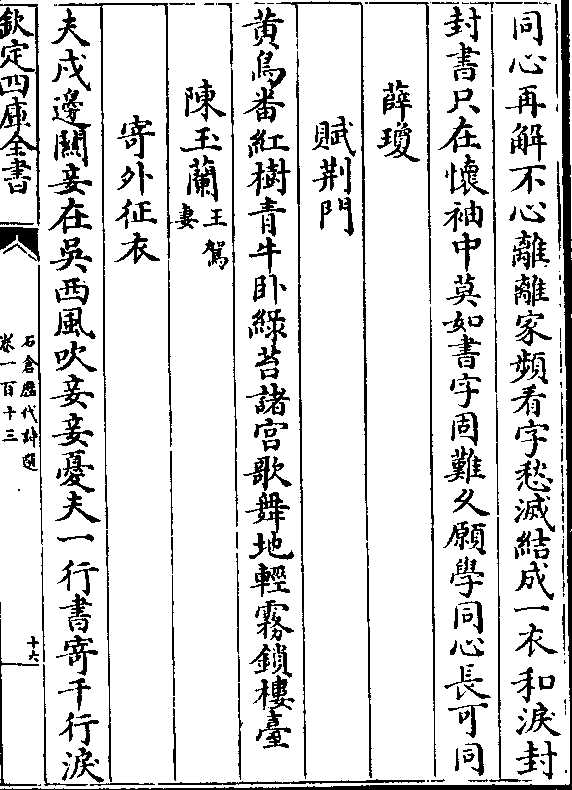 同心再解不心離離家頻看字愁滅結成一衣和淚封
封書只在懷袖中莫如書字固難久願學同心長可同
薛瓊
賦荆門
黄鳥番紅樹青牛卧緑苔諸宫歌舞地輕霧鎖樓臺
陳玉蘭王駕妻
寄外征衣
夫戍邊關妾在吳西風吹妾妾憂夫一行書寄千行淚
欽定四庫全書
石倉歷代詩選
卷一百十三
十六